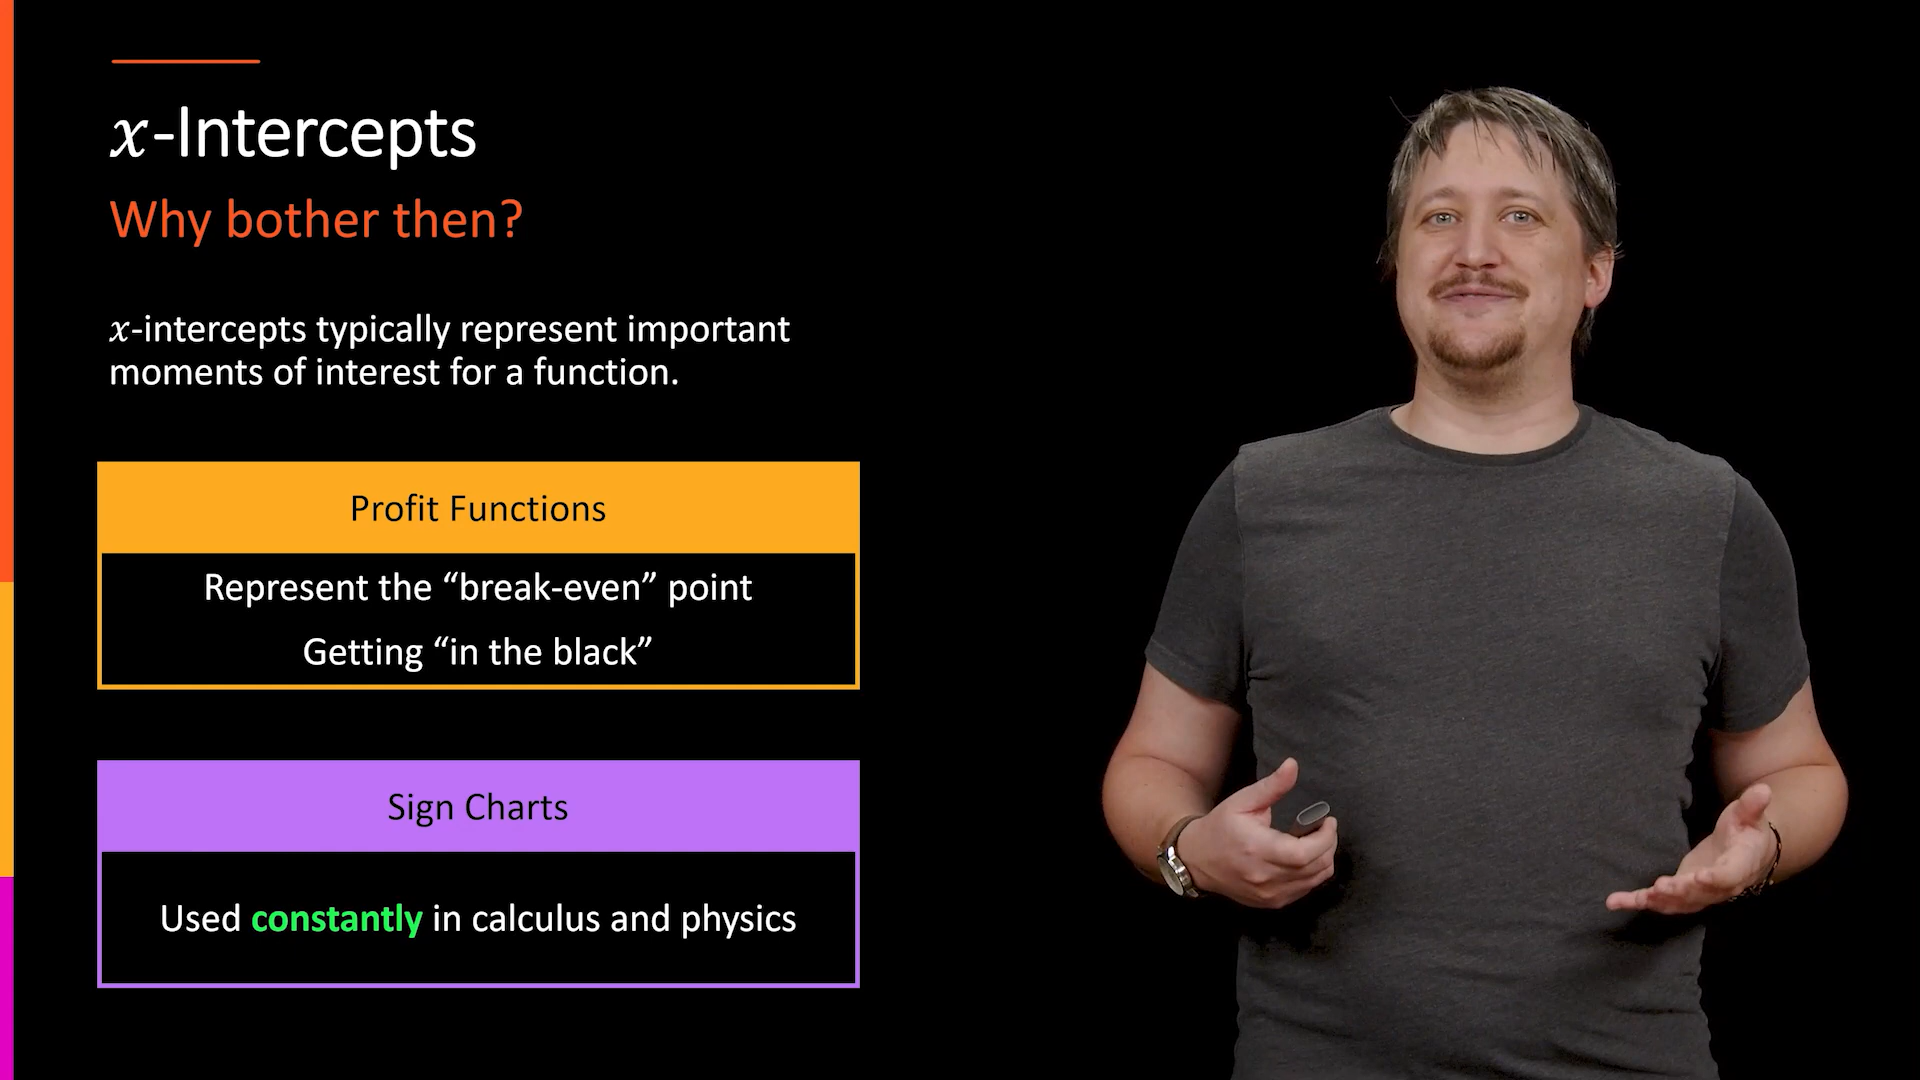 x-Intercepts
Why bother then?
x-intercepts typically represent important
moments of interest for a function.
Profit Functions
Represent the “break-even” point
Getting “in the black”
Sign Charts
Used constantly in calculus and physics